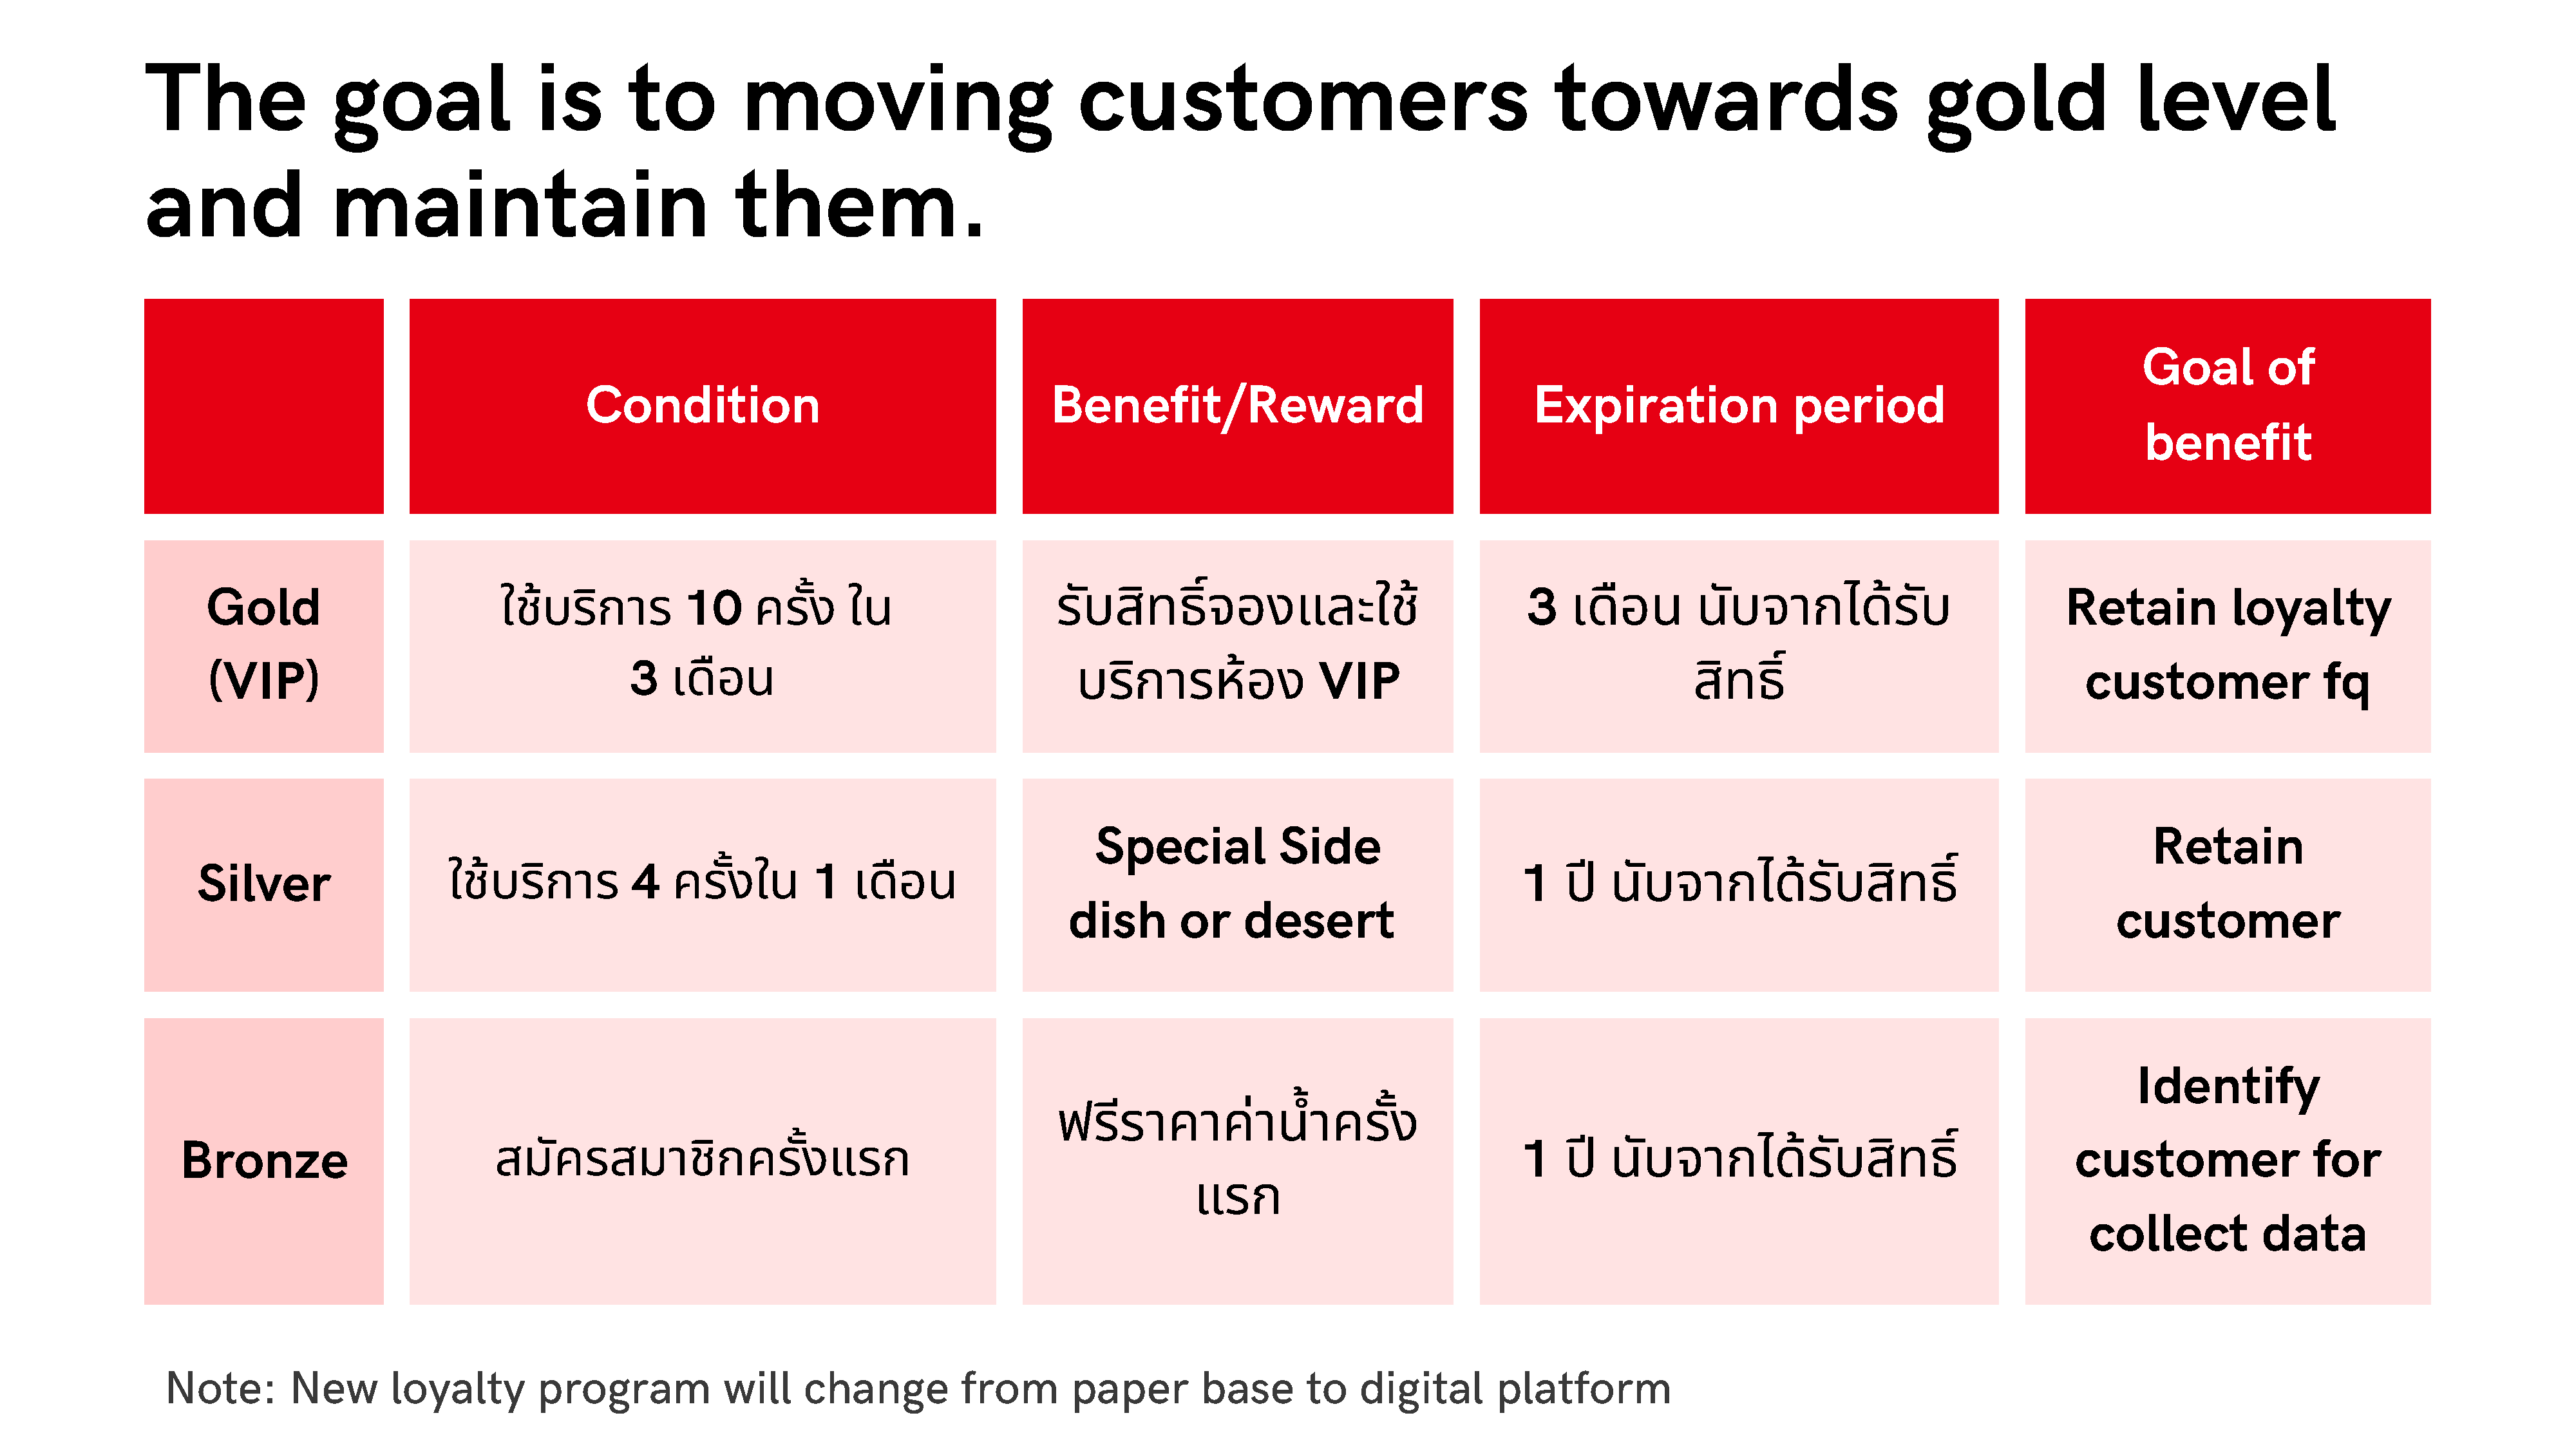 The goal is to moving customers towards gold level
and maintain them.
Condition
Benefit/Reward
Expiration period
Goal of
benefit
Gold
(VIP)
ใช้บริการ 10 ครั้ง ใน
3 เดือน
รับสิทธิ์จองและใช้
บริการห้อง VIP
3 เดือน นับจากได้รับ
สิทธิ์
Retain loyalty
customer fq
Silver
ใช้บริการ 4 ครั้งใน 1 เดือน
Special Side
dish or desert
1 ปี นับจากได้รับสิทธิ์
Retain
customer
Bronze
สมัครสมาชิกครั้งแรก
ฟรีราคาค่าน้ำครั้ง
แรก
1 ปี นับจากได้รับสิทธิ์
Identify
customer for
collect data
Note: New loyalty program will change from paper base to digital platform